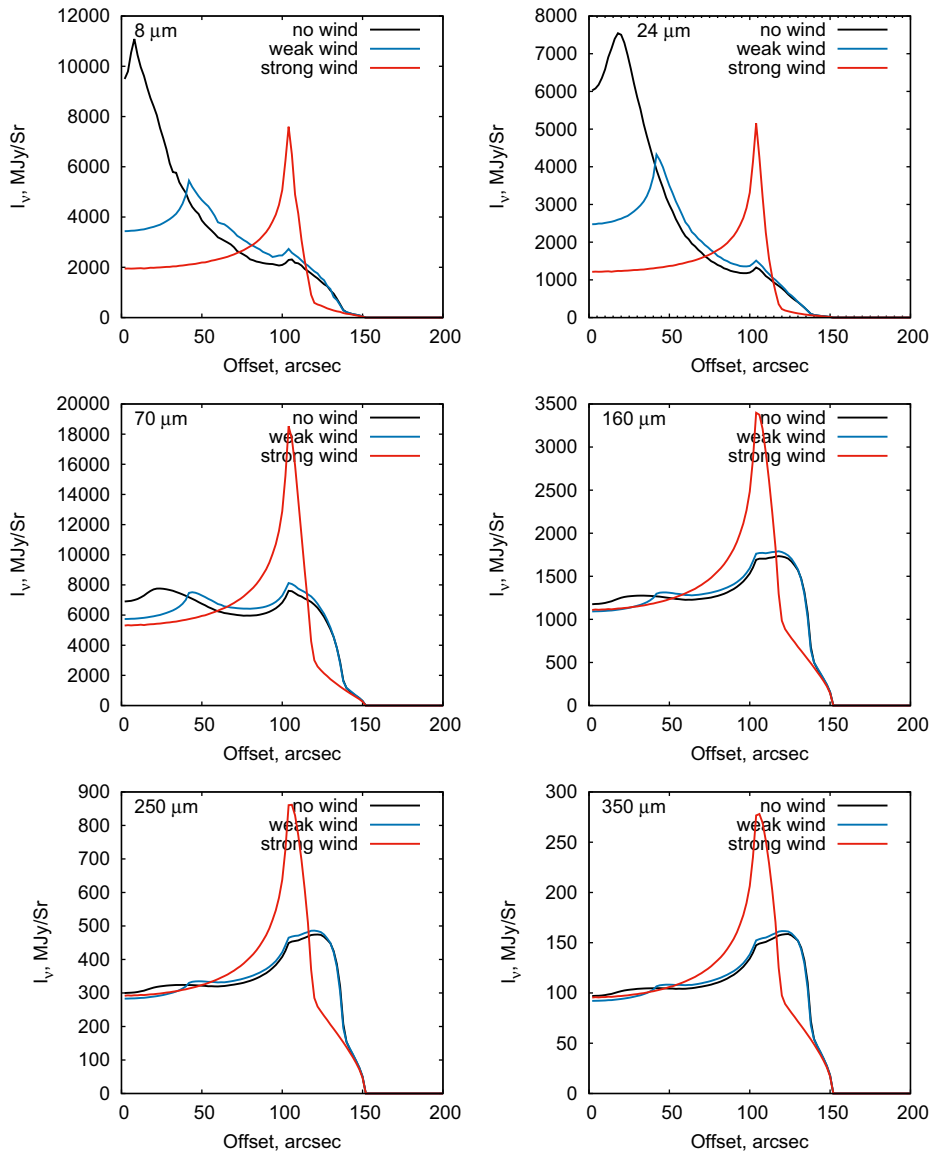 8 μm
no wind
weak wind
strong wind
I_ν, MJy/Sr
12000
10000
8000
6000
4000
2000
0
0 50 100 150 200
Offset, arcsec
24 μm
no wind
weak wind
strong wind
I_ν, MJy/Sr
8000
7000
6000
5000
4000
3000
2000
1000
0
0 50 100 150 200
Offset, arcsec
70 μm
no wind
weak wind
strong wind
I_ν, MJy/Sr
20000
18000
16000
14000
12000
10000
8000
6000
4000
2000
0
0 50 100 150 200
Offset, arcsec
160 μm
no wind
weak wind
strong wind
I_ν, MJy/Sr
3500
3000
2500
2000
1500
1000
500
0
0 50 100 150 200
Offset, arcsec
250 μm
no wind
weak wind
strong wind
I_ν, MJy/Sr
900
800
700
600
500
400
300
200
100
0
0 50 100 150 200
Offset, arcsec
350 μm
no wind
weak wind
strong wind
I_ν, MJy/Sr
300
250
200
150
100
50
0
0 50 100 150 200
Offset, arcsec